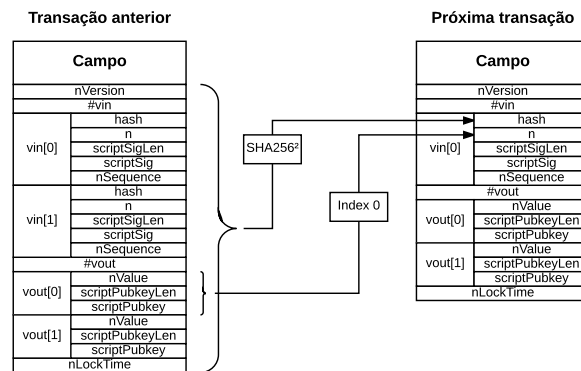 Transação anterior
Campo
nVersion
#vin
vin[0]
hash
n
scriptSigLen
scriptSig
nSequence
vin[1]
hash
n
scriptSigLen
scriptSig
nSequence
#vout
vout[0]
nValue
scriptPubkeyLen
scriptPubkey
vout[1]
nValue
scriptPubkeyLen
scriptPubkey
nLockTime
SHA256²
Index 0
Próxima transação
Campo
nVersion
#vin
vin[0]
hash
n
scriptSigLen
scriptSig
nSequence
#vout
vout[0]
nValue
scriptPubkeyLen
scriptPubkey
vout[1]
nValue
scriptPubkeyLen
scriptPubkey
nLockTime